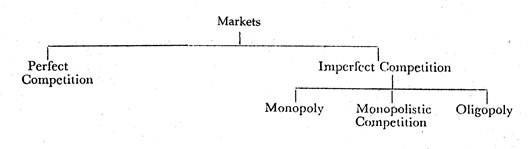 Markets
Perfect
Competition
Imperfect Competition
Monopoly
Monopolistic
Competition
Oligopoly